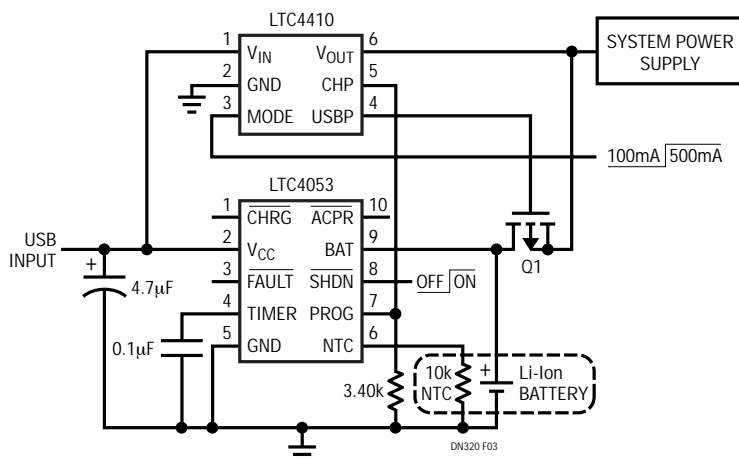 LTC4410
1 VIN
2 GND
3 MODE
VOUT 6
CHP 5
USBP 4
SYSTEM POWER
SUPPLY
100mA 500mA
LTC4053
1 CHRG
2 VCC
3 FAULT
4 TIMER
5 GND
ACPR 10
BAT 9
SHDN 8
PROG 7
NTC 6
USB
INPUT
+
4.7µF
0.1µF
OFF ON
Q1
3.40k
10k
NTC
+
Li-Ion
BATTERY
DN320 F03